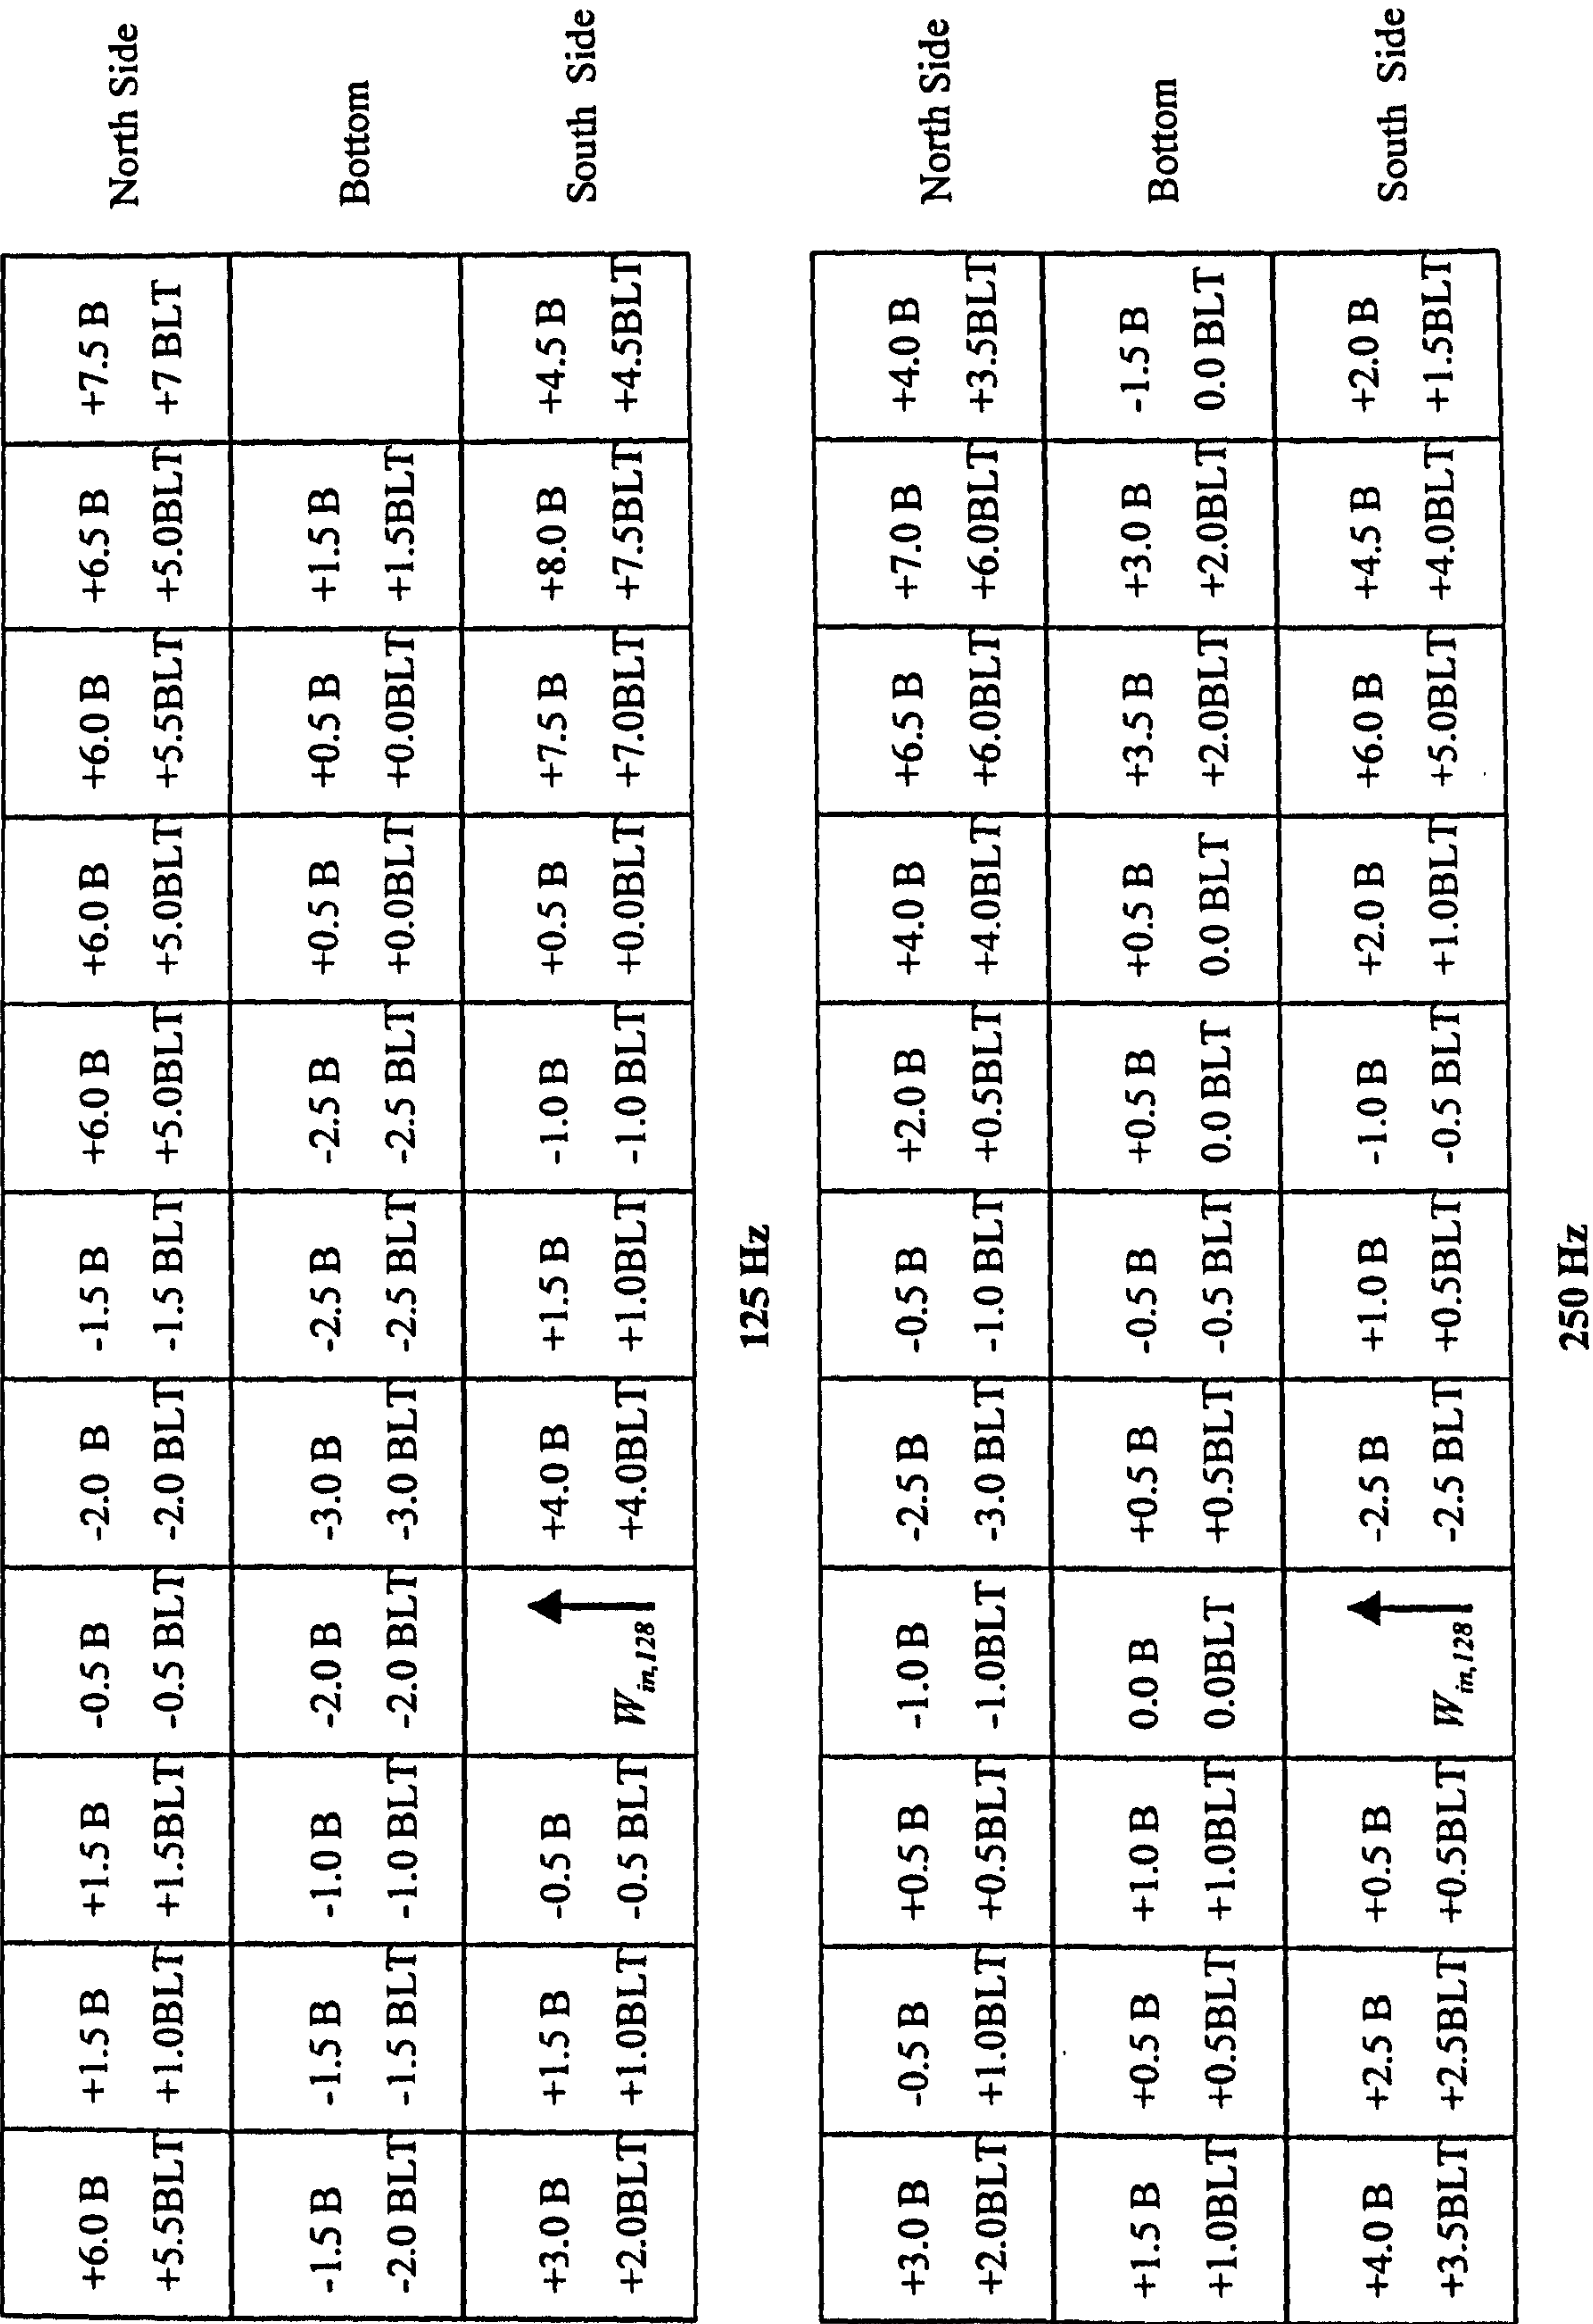 +6.0 B +1.5 B +1.5 B -0.5 B -2.0 B -1.5 B +6.0 B +6.0 B +6.0 B +6.5 B +7.5 B North Side
+5.5BLT +1.0BLT +1.5BLT -0.5 BLT -2.0 BLT -1.5 BLT +5.0BLT +5.0BLT +5.5BLT +5.0BLT +7 BLT
-1.5 B -1.5 B -1.0 B -2.0 B -3.0 B -2.5 B -2.5 B +0.5 B +0.5 B +1.5 B Bottom
-2.0 BLT -1.5 BLT -1.0 BLT -2.0 BLT -3.0 BLT -2.5 BLT -2.5 BLT +0.0BLT +0.0BLT +1.5BLT
+3.0 B +1.5 B -0.5 B +4.0 B +1.5 B -1.0 B +0.5 B +7.5 B +8.0 B +4.5 B South Side
+2.0BLT +1.0BLT -0.5 BLT W_in,128 +4.0BLT +1.0BLT -1.0 BLT +0.0BLT +7.0BLT +7.5BLT +4.5BLT
125 Hz
+3.0 B -0.5 B +0.5 B -1.0 B -2.5 B -0.5 B +2.0 B +4.0 B +6.5 B +7.0 B +4.0 B North Side
+2.0BLT +1.0BLT +0.5BLT -1.0BLT -3.0 BLT -1.0 BLT +0.5BLT +4.0BLT +6.0BLT +6.0BLT +3.5BLT
+1.5 B +0.5 B +1.0 B 0.0 B +0.5 B -0.5 B +0.5 B +0.5 B +3.5 B +3.0 B -1.5 B Bottom
+1.0BLT +0.5BLT +1.0BLT 0.0BLT +0.5BLT -0.5 BLT 0.0 BLT 0.0 BLT +2.0BLT +2.0BLT 0.0 BLT
+4.0 B +2.5 B +0.5 B -2.5 B +1.0 B -1.0 B +2.0 B +6.0 B +4.5 B +2.0 B South Side
+3.5BLT +2.5BLT +0.5BLT W_in,128 -2.5 BLT +0.5BLT -0.5 BLT +1.0BLT +5.0BLT +4.0BLT +1.5BLT
250 Hz